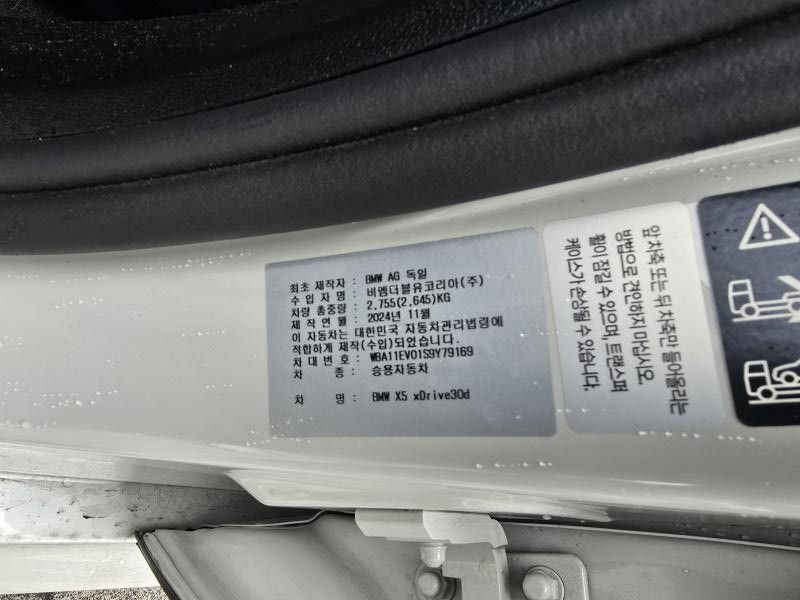 최초 제작자 : BMW AG 독일
수 입 자 명 : 비엠더블유코리아(주)
차량 총중량 : 2,755(2,645)KG
제 작 연 월 : 2024년 11월
이 자동차는 대한민국 자동차관리법령에
적합하게 제작(수입)되었습니다.
차 대 번 호 : WBA11EV01S9Y79169
차 종 : 승용자동차
차 명 : BMW X5 xDrive30d
앞 차축 또는 뒤 차축만 들어올리는
방법으로 견인하지 마십시오.
휠이 잠길 수 있으며, 트랜스퍼
케이스가 손상될 수 있습니다.